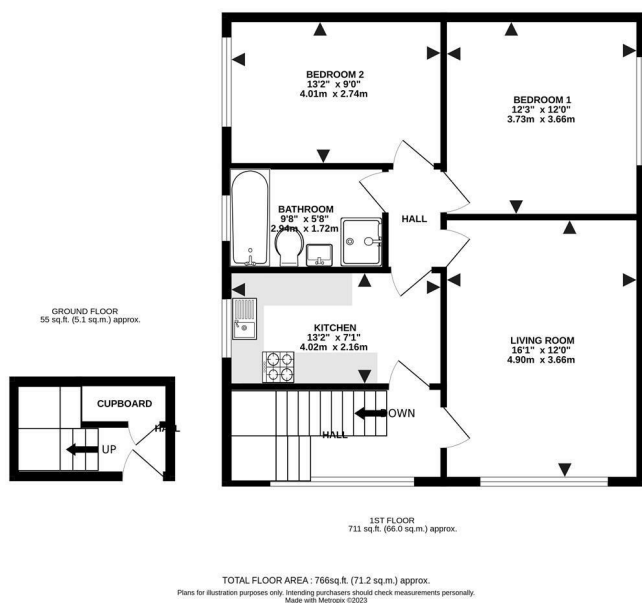 BEDROOM 2
13'2" x 9'0"
4.01m x 2.74m
BEDROOM 1
12'3" x 12'0"
3.73m x 3.66m
BATHROOM
9'8" x 5'8"
2.94m x 1.72m
HALL
KITCHEN
13'2" x 7'1"
4.02m x 2.16m
LIVING ROOM
16'1" x 12'0"
4.90m x 3.66m
DOWN
HALL
GROUND FLOOR
55 sq.ft. (5.1 sq.m.) approx.
CUPBOARD
HALL
UP
1ST FLOOR
711 sq.ft. (66.0 sq.m.) approx.
TOTAL FLOOR AREA : 766sq.ft. (71.2 sq.m.) approx.
Plans for illustration purposes only. Intending purchasers should check measurements personally.
Made with Metropix ©2023